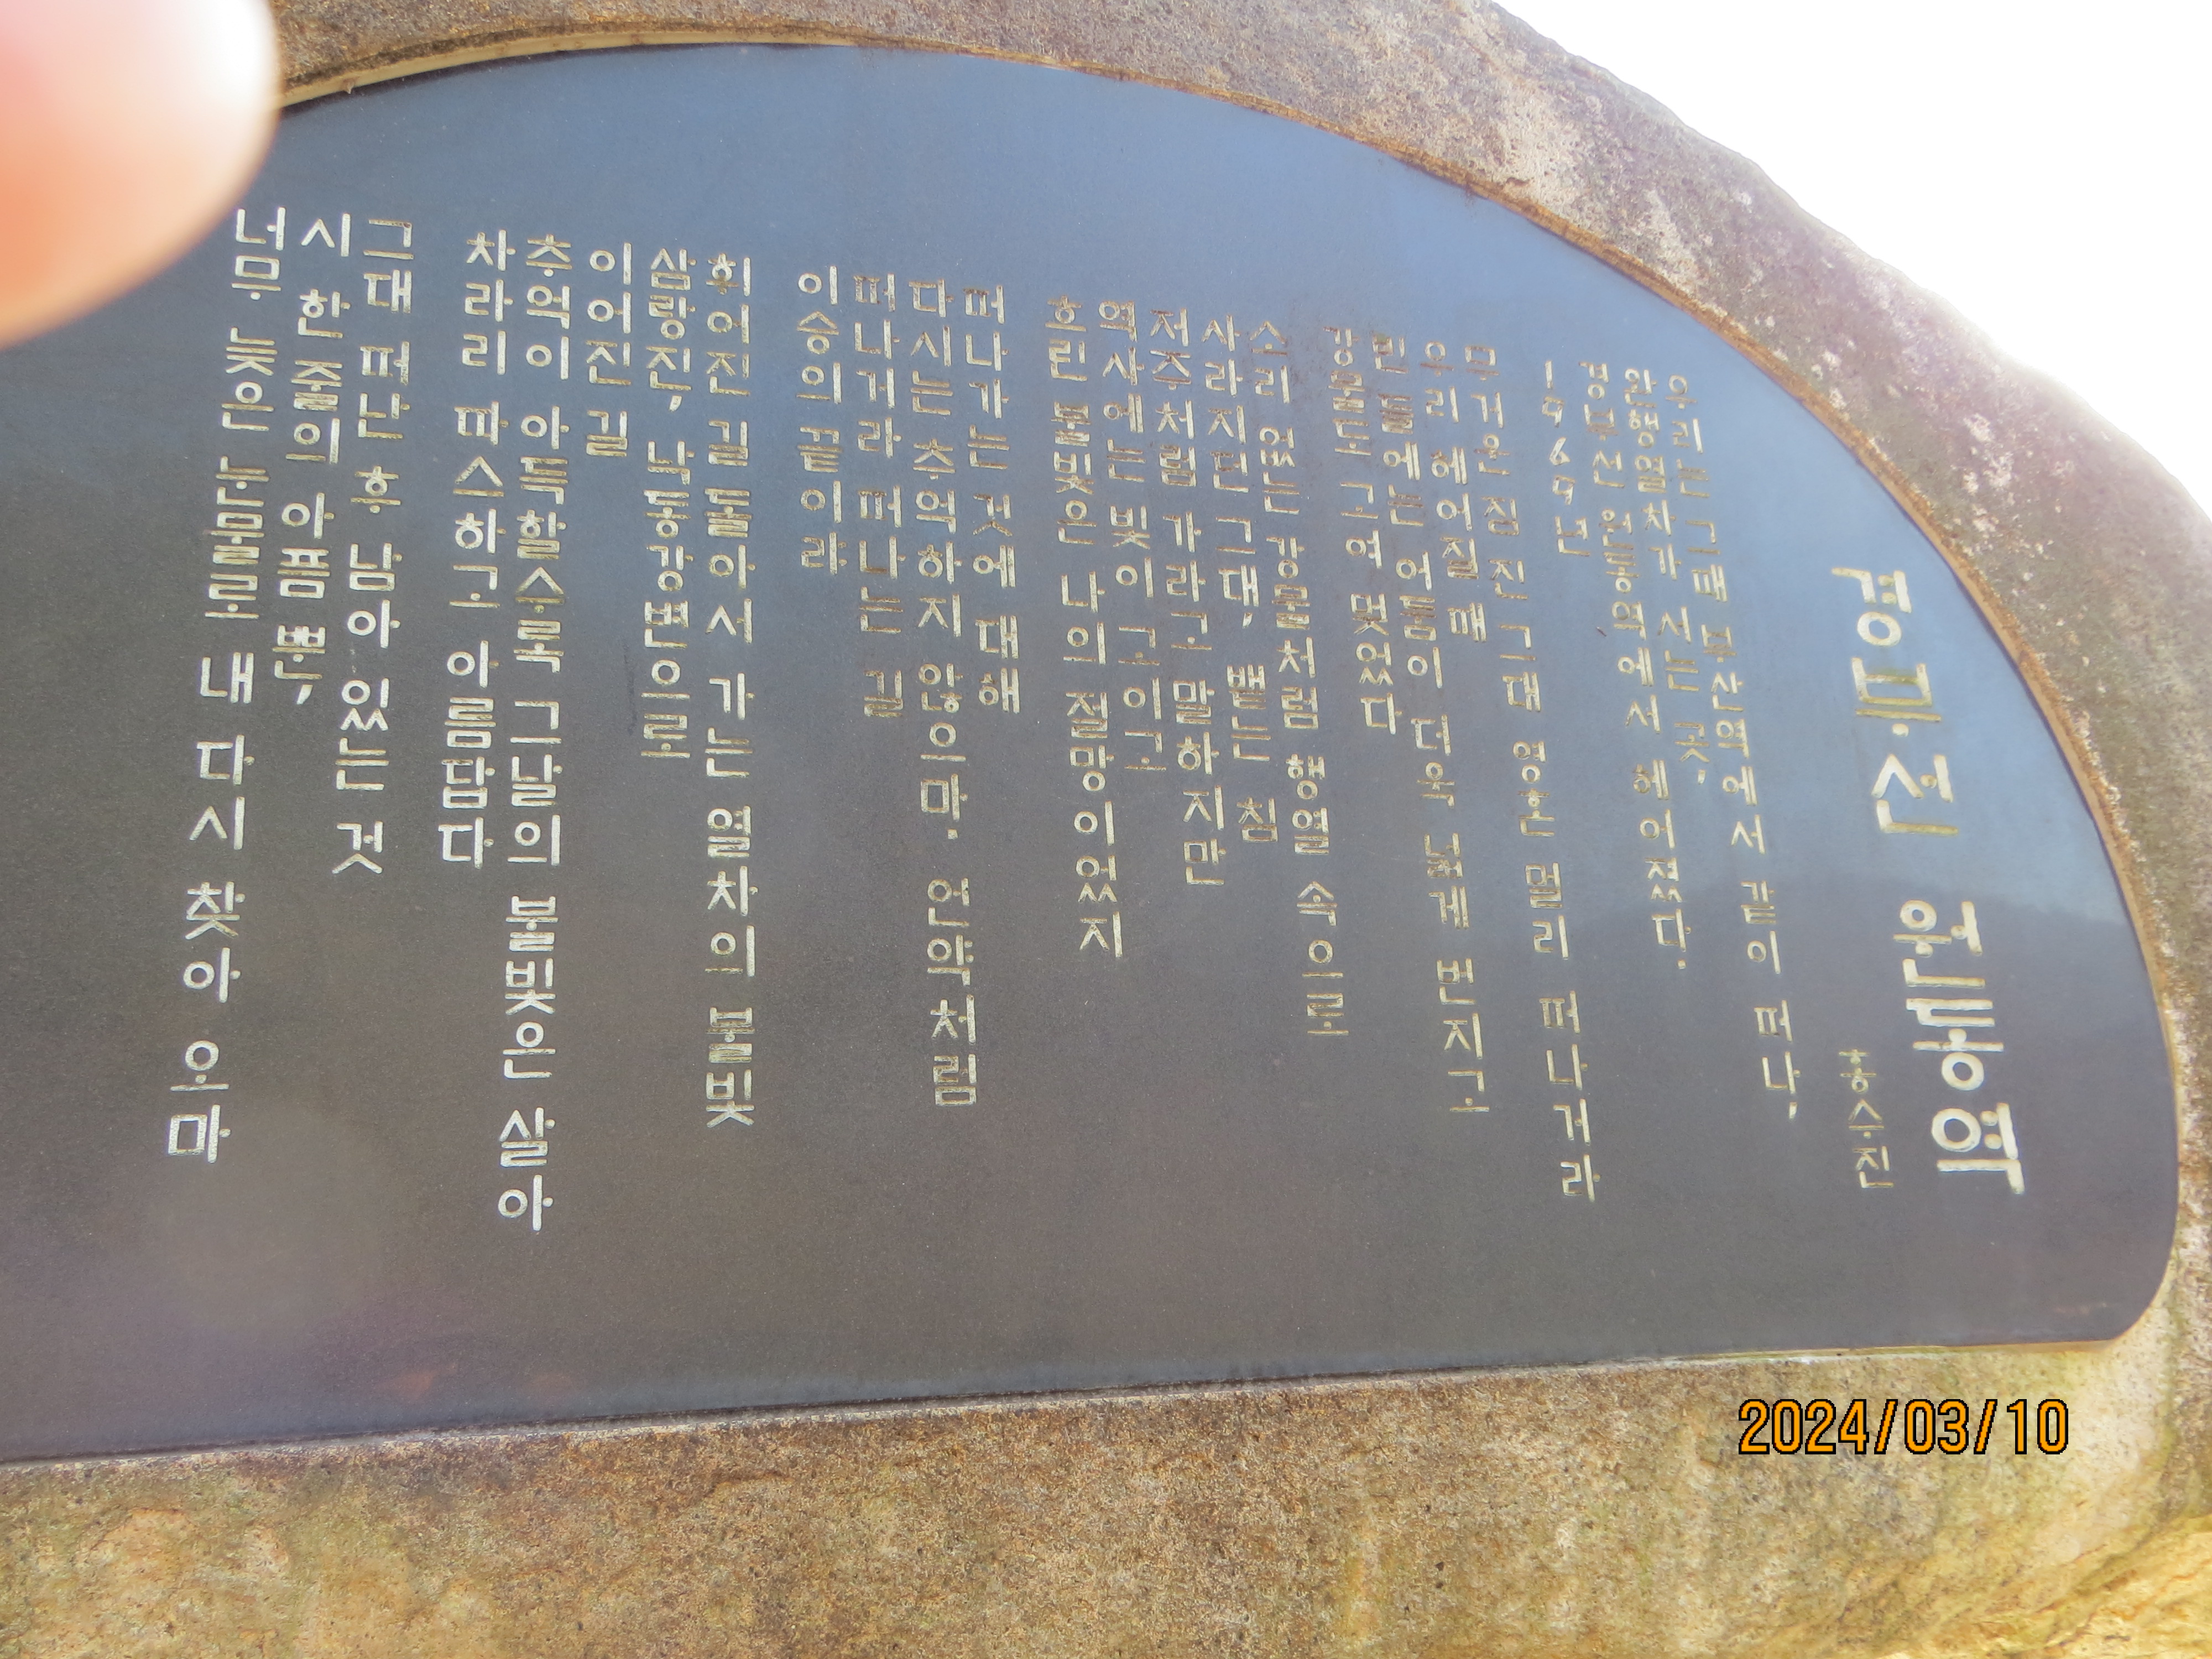 경부선 원동역
홍수진
우리는 그때 부산역에서 같이 떠나,
완행열차가 서는 곳,
경부선 원동역에서 헤어졌다.
1969년
무거운 짐 진 그대 영혼 멀리 떠나거라
우리 헤어질 때
빈 들에는 어둠이 더욱 넓게 번지고
강물도 고여 멎었다
소리 없는 강물처럼 행열 속으로
사라지던 그대, 뱉는 침
저주처럼 가라고 말하지만
역사에는 빛이 고이고
흐린 불빛은 나의 절망이었지
떠나가는 것에 대해
다시는 추억하지 않으마. 언약처럼
떠나거라 떠나는 길
이승의 끝이랴
휘어진 길 돌아서 가는 열차의 불빛
삼랑진, 낙동강변으로
이어진 길
추억이 아득할수록 그날의 불빛은 살아
차라리 따스하고 아름답다
그대 떠난 후 남아 있는 것
시 한 줄의 아픔 뿐,
너무 늦은 눈물로 내 다시 찾아 오마
2024/03/10